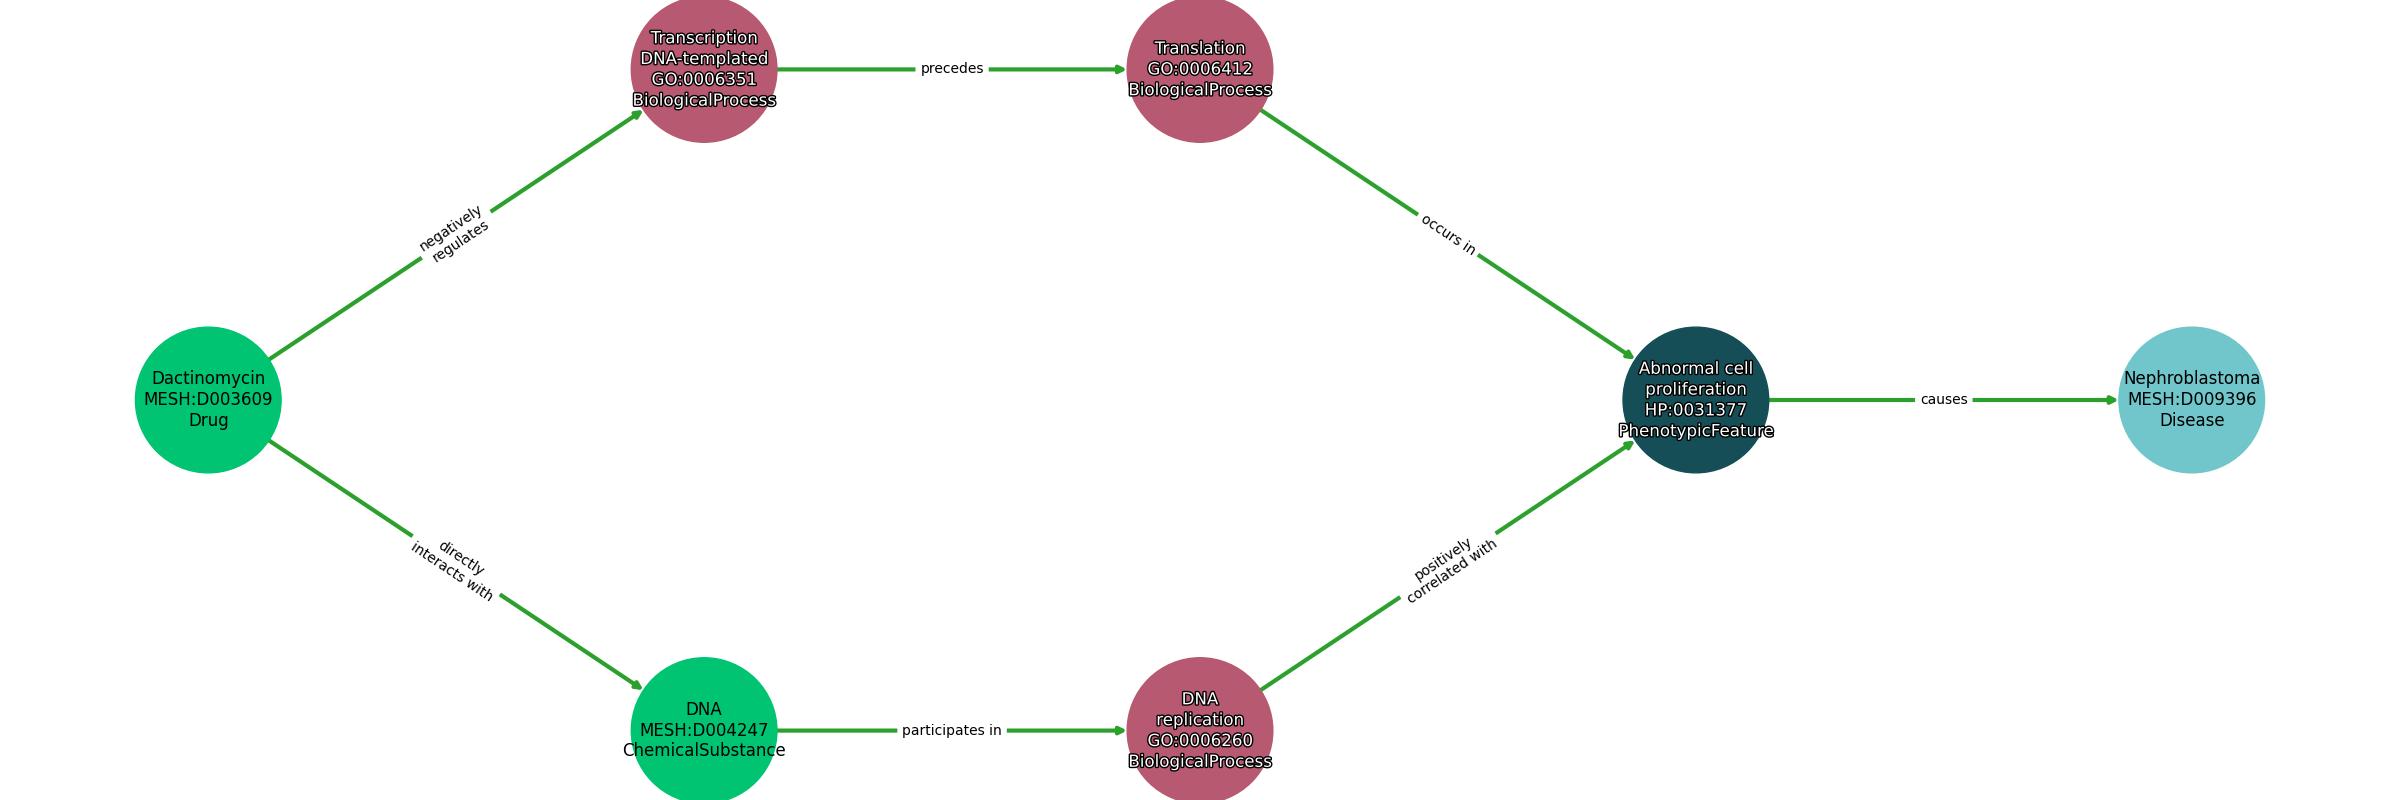 Transcription
DNA-templated
GO:0006351
BiologicalProcess
precedes
Translation
GO:0006412
BiologicalProcess
negatively
regulates
occurs in
Dactinomycin
MESH:D003609
Drug
Abnormal cell
proliferation
HP:0031377
PhenotypicFeature
causes
Nephroblastoma
MESH:D009396
Disease
directly
interacts with
positively
correlated with
DNA
MESH:D004247
ChemicalSubstance
participates in
DNA
replication
GO:0006260
BiologicalProcess